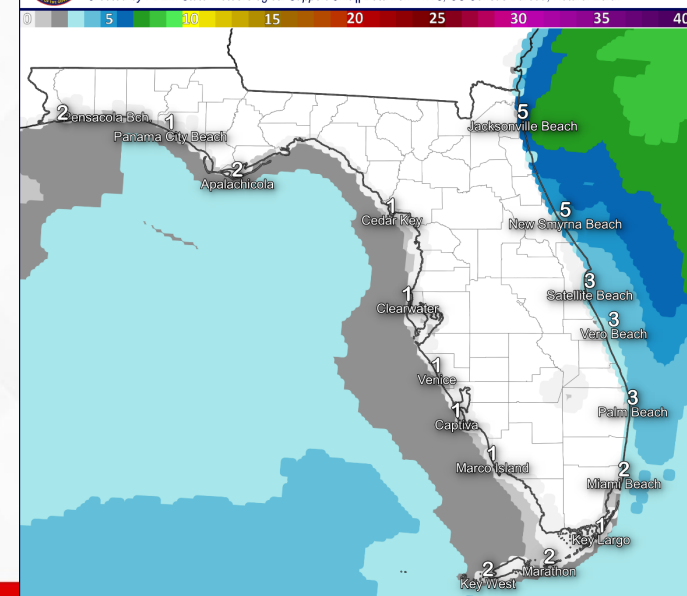 0 5 10 15 20 25 30 35 40
5
Jacksonville Beach
2
Pensacola Bch
1
Panama City Beach
2
Apalachicola
1
Cedar Key
5
New Smyrna Beach
3
Satellite Beach
1
Clearwater
3
Vero Beach
1
Venice
3
Palm Beach
1
Captiva
1
Marco Island
2
Miami Beach
1
Key Largo
2
Marathon
2
Key West